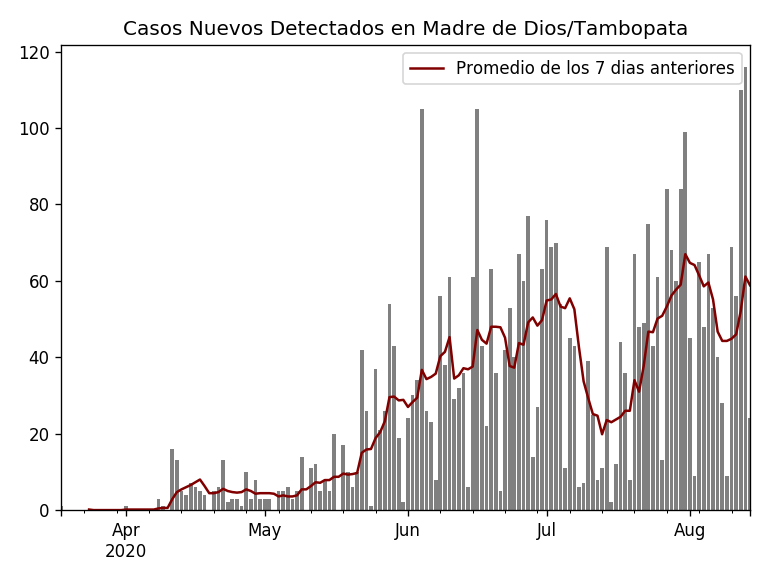 Casos Nuevos Detectados en Madre de Dios/Tambopata
Promedio de los 7 dias anteriores
120
100
80
60
40
20
0
Apr May Jun Jul Aug
2020